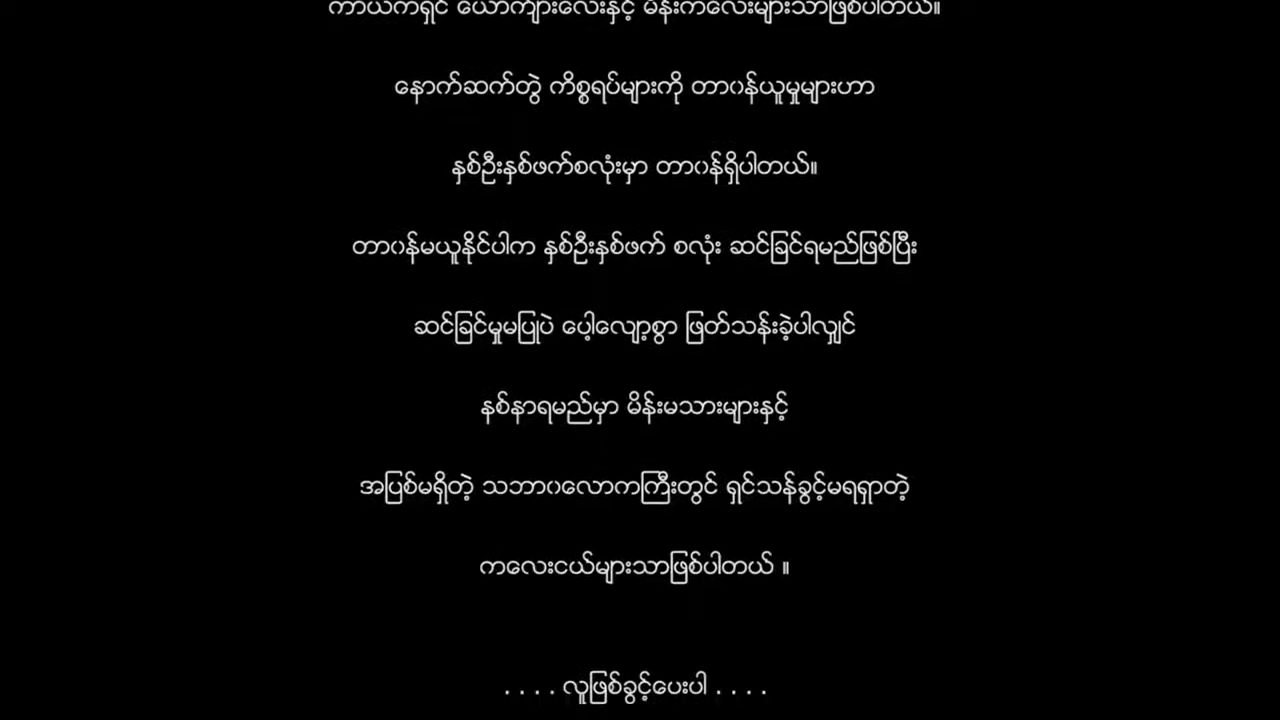 ကာယကံရှင် ယောက်ျားလေးနှင့် မိန်းကလေးများသာဖြစ်ပါတယ်။
နောက်ဆက်တွဲ ကိစ္စရပ်များကို တာဝန်ယူမှုများဟာ
နှစ်ဦးနှစ်ဖက်စလုံးမှာ တာဝန်ရှိပါတယ်။
တာဝန်မယူနိုင်ပါက နှစ်ဦးနှစ်ဖက် စလုံး ဆင်ခြင်ရမည်ဖြစ်ပြီး
ဆင်ခြင်မှုမပြုပဲ ပေါ့လျော့စွာ ဖြတ်သန်းခဲ့ပါလျှင်
နစ်နာရမည်မှာ မိန်းမသားများနှင့်
အပြစ်မရှိတဲ့ သဘာဝလောကကြီးတွင် ရှင်သန်ခွင့်မရရှာတဲ့
ကလေးငယ်များသာဖြစ်ပါတယ် ။
. . . . လူဖြစ်ခွင့်ပေးပါ . . . .